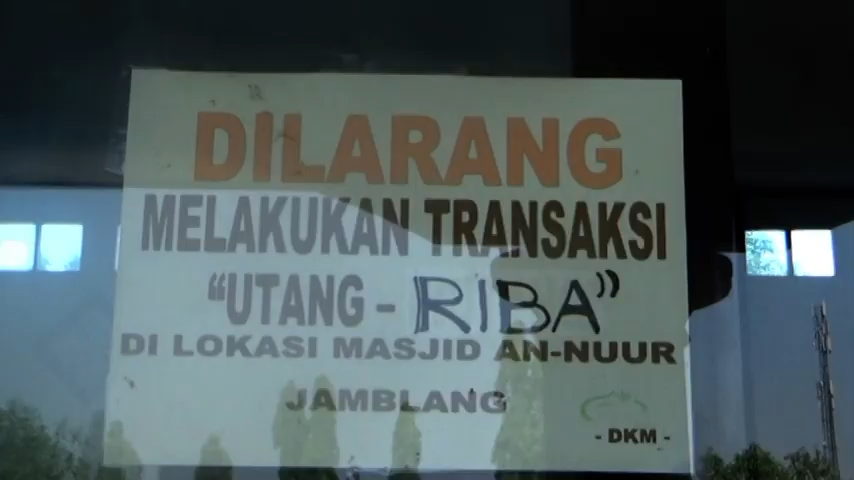 DILARANG
MELAKUKAN TRANSAKSI
“UTANG - RIBA”
DI LOKASI MASJID AN-NUUR
JAMBLANG
- DKM -